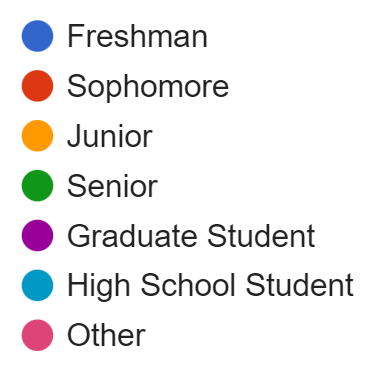 Freshman
Sophomore
Junior
Senior
Graduate Student
High School Student
Other